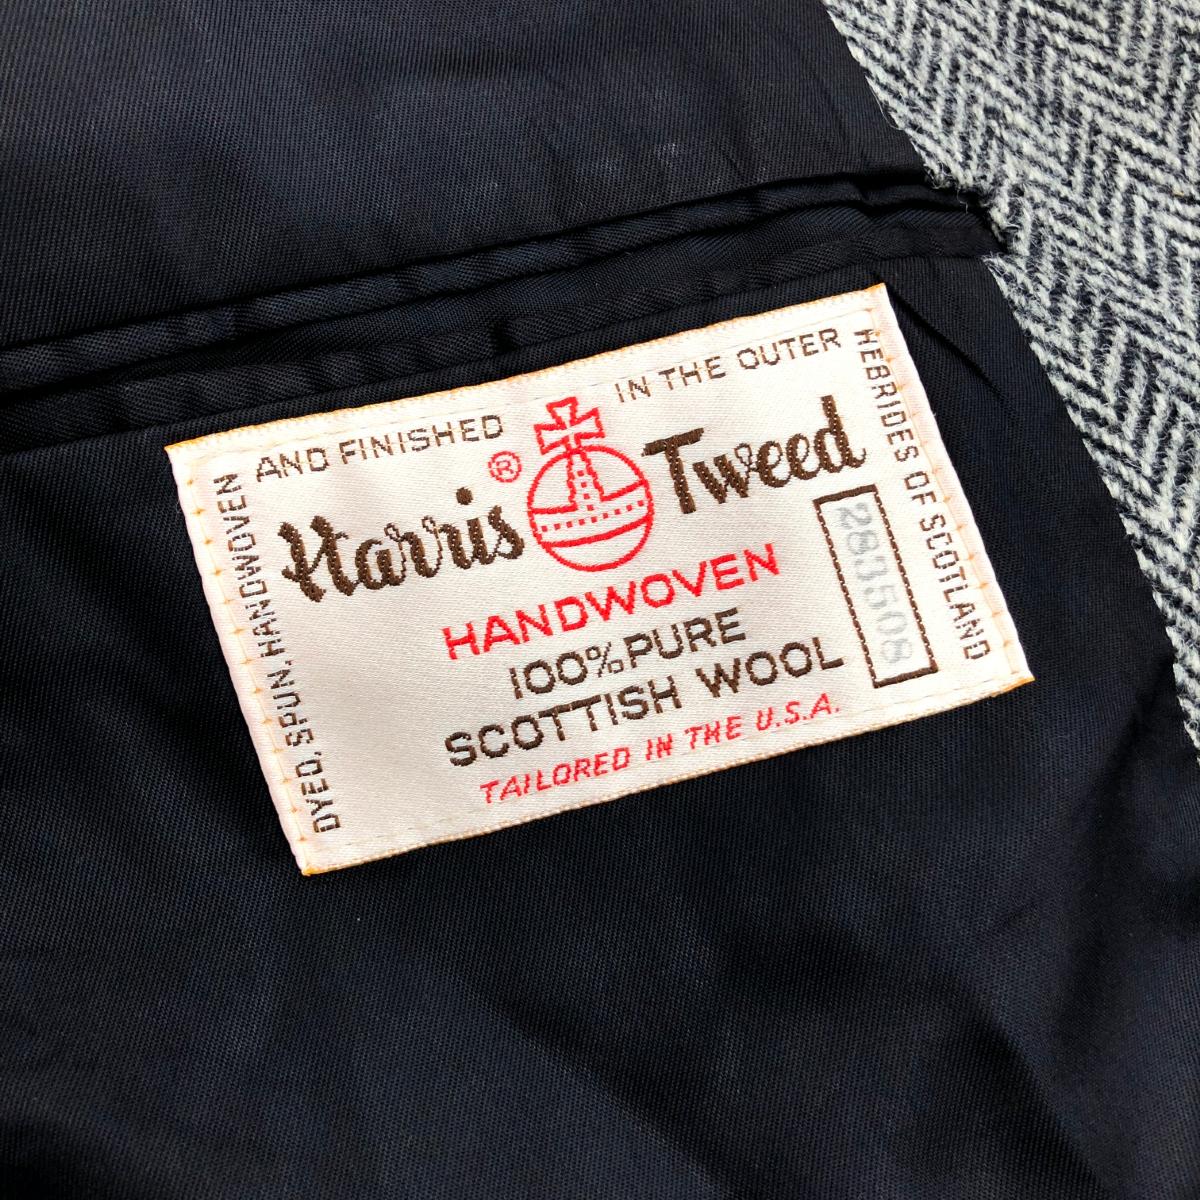 DYED, SPUN, HANDWOVEN
AND FINISHED
IN THE OUTER
HEBRIDES OF SCOTLAND
Harris ® Tweed
HANDWOVEN
100% PURE
SCOTTISH WOOL
TAILORED IN THE U.S.A.
283508